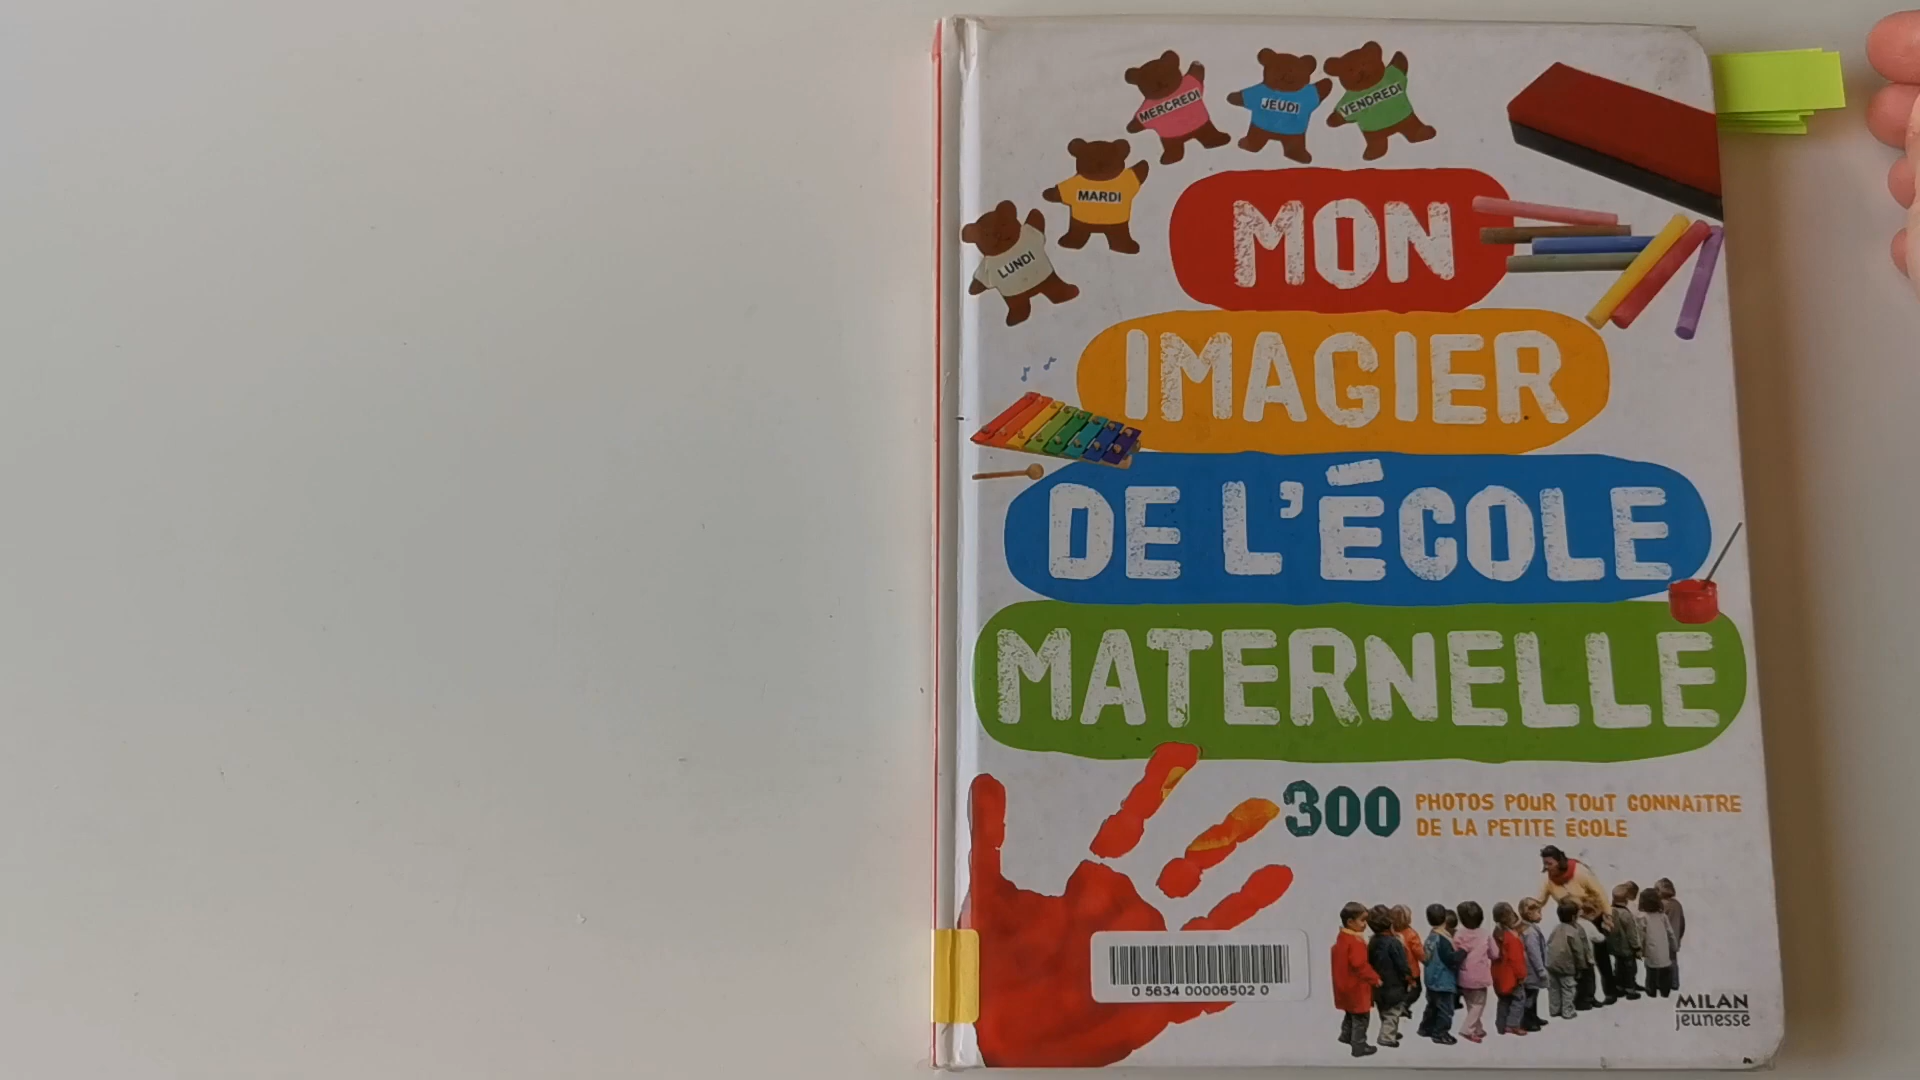 MERCREDI
JEUDI
VENDREDI
MARDI
LUNDI
MON
IMAGIER
DE L'ÉCOLE
MATERNELLE
300 PHOTOS POUR TOUT CONNAÎTRE
DE LA PETITE ÉCOLE
0 5634 00006502 0
MILAN
jeunesse